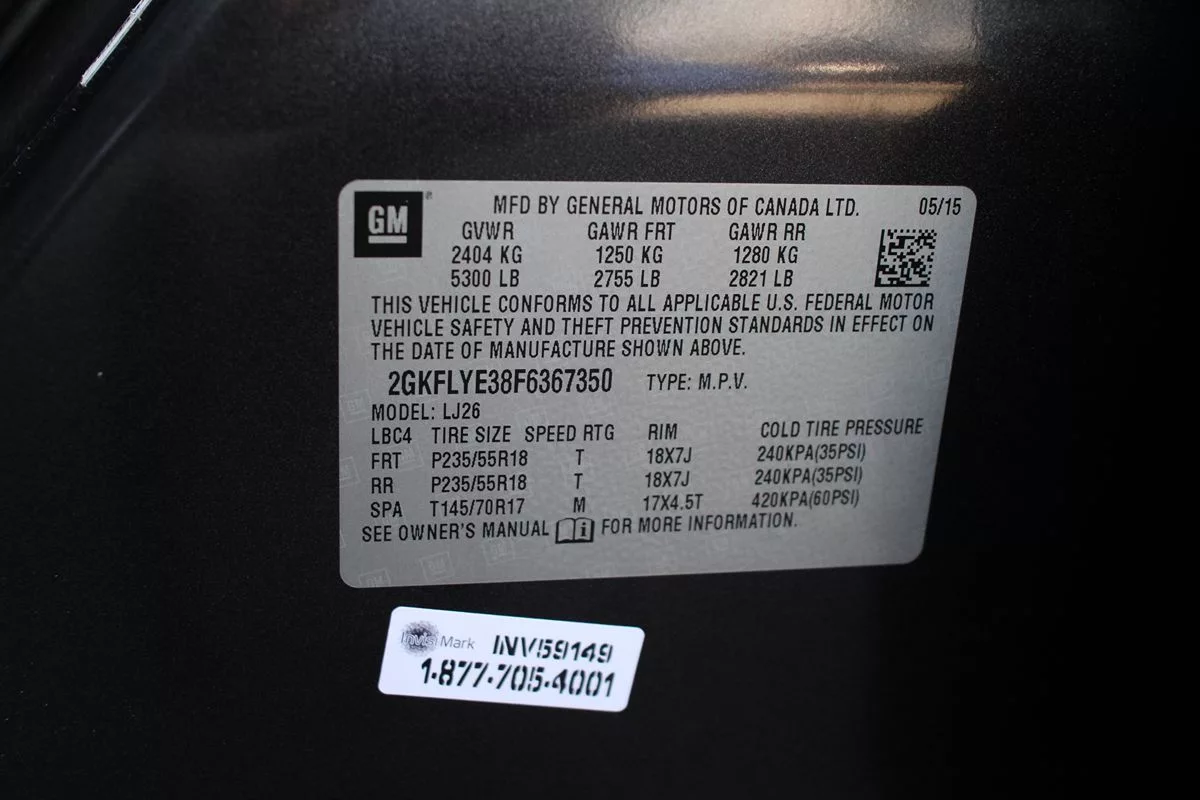 GM® MFD BY GENERAL MOTORS OF CANADA LTD. 05/15
GVWR GAWR FRT GAWR RR
2404 KG 1250 KG 1280 KG
5300 LB 2755 LB 2821 LB
THIS VEHICLE CONFORMS TO ALL APPLICABLE U.S. FEDERAL MOTOR
VEHICLE SAFETY AND THEFT PREVENTION STANDARDS IN EFFECT ON
THE DATE OF MANUFACTURE SHOWN ABOVE.
2GKFLYE38F6367350 TYPE: M.P.V.
MODEL: LJ26
LBC4 TIRE SIZE SPEED RTG RIM COLD TIRE PRESSURE
FRT P235/55R18 T 18X7J 240KPA(35PSI)
RR P235/55R18 T 18X7J 240KPA(35PSI)
SPA T145/70R17 M 17X4.5T 420KPA(60PSI)
SEE OWNER'S MANUAL i FOR MORE INFORMATION.
InvisiMark INV59149
1-877-705-4001